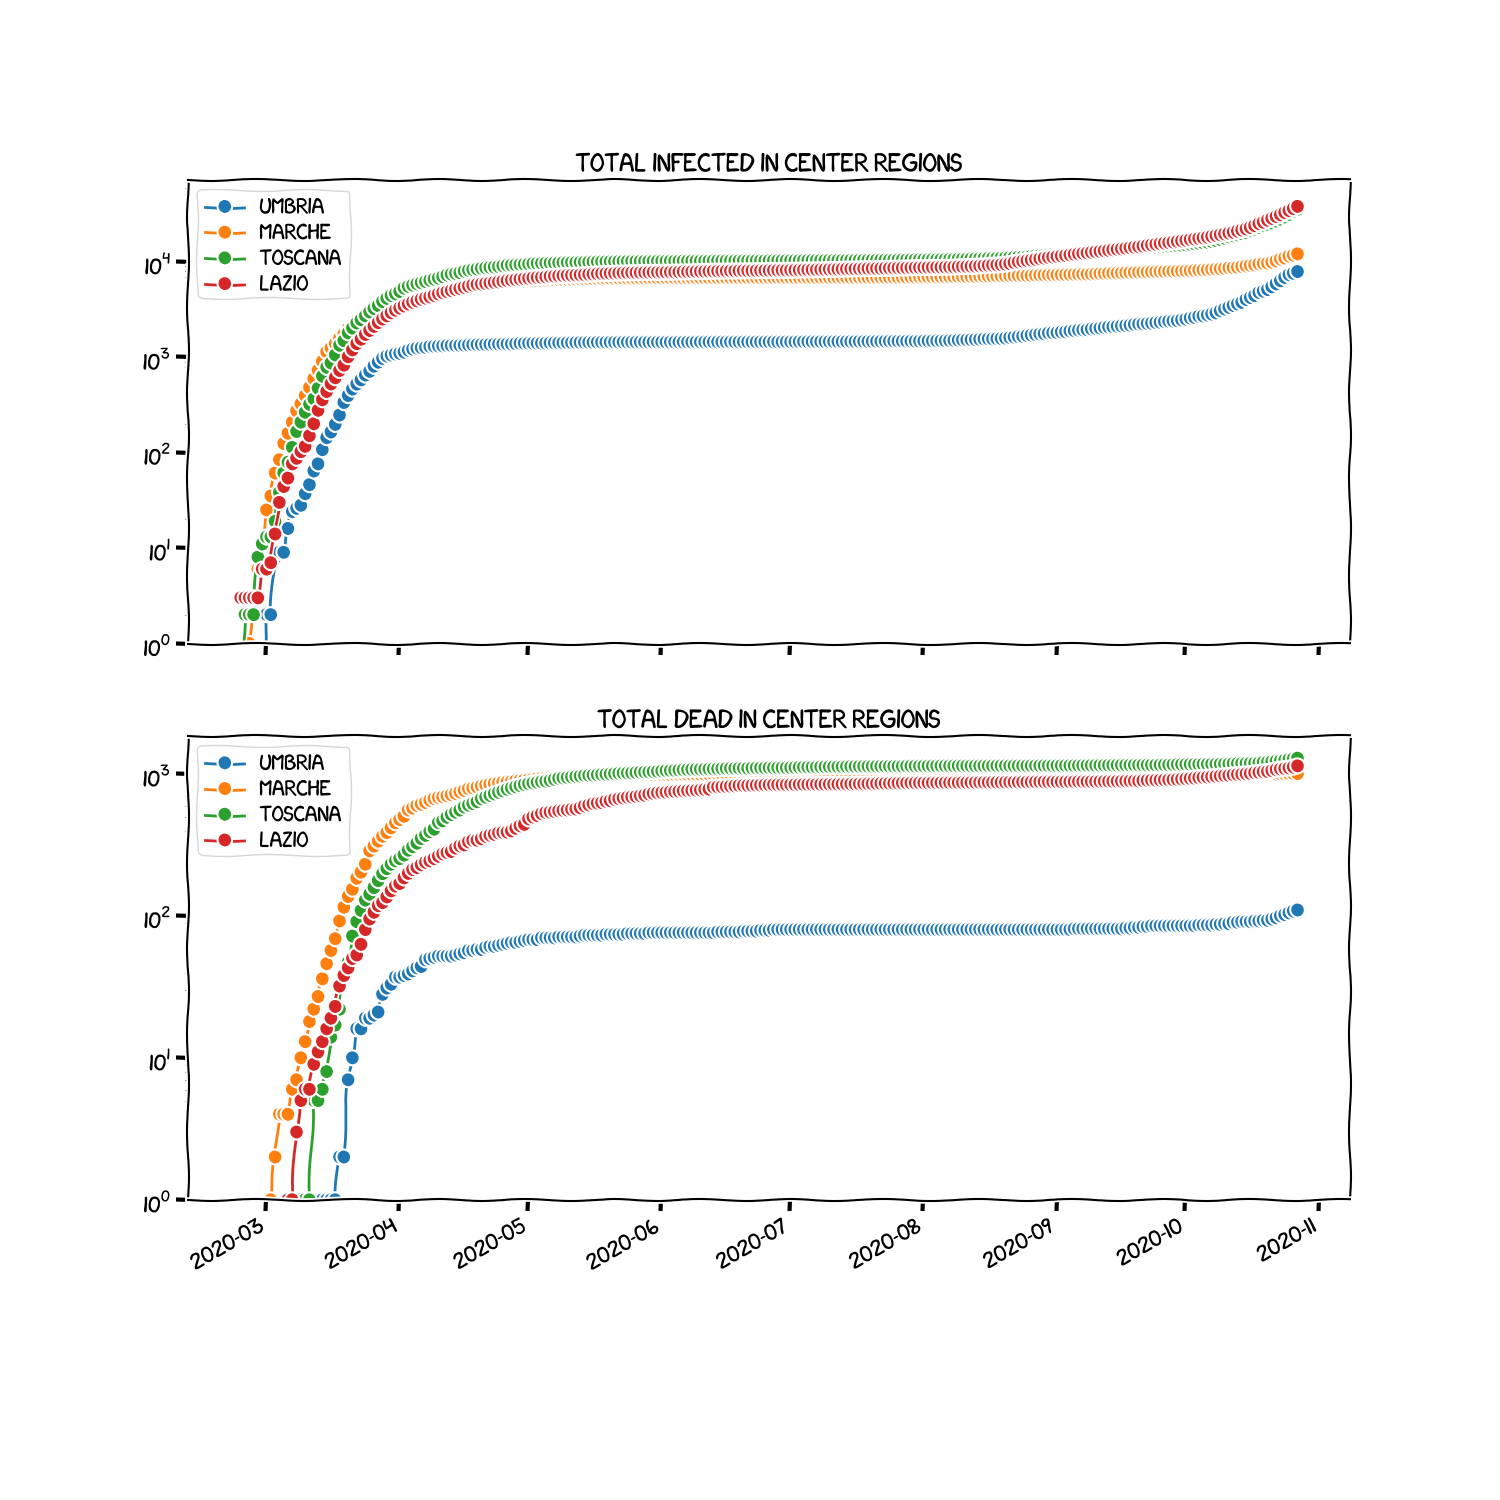 TOTAL INFECTED IN CENTER REGIONS
UMBRIA
MARCHE
TOSCANA
LAZIO
10⁴
10³
10²
10¹
10⁰
TOTAL DEAD IN CENTER REGIONS
UMBRIA
MARCHE
TOSCANA
LAZIO
10³
10²
10¹
10⁰
2020-03 2020-04 2020-05 2020-06 2020-07 2020-08 2020-09 2020-10 2020-11